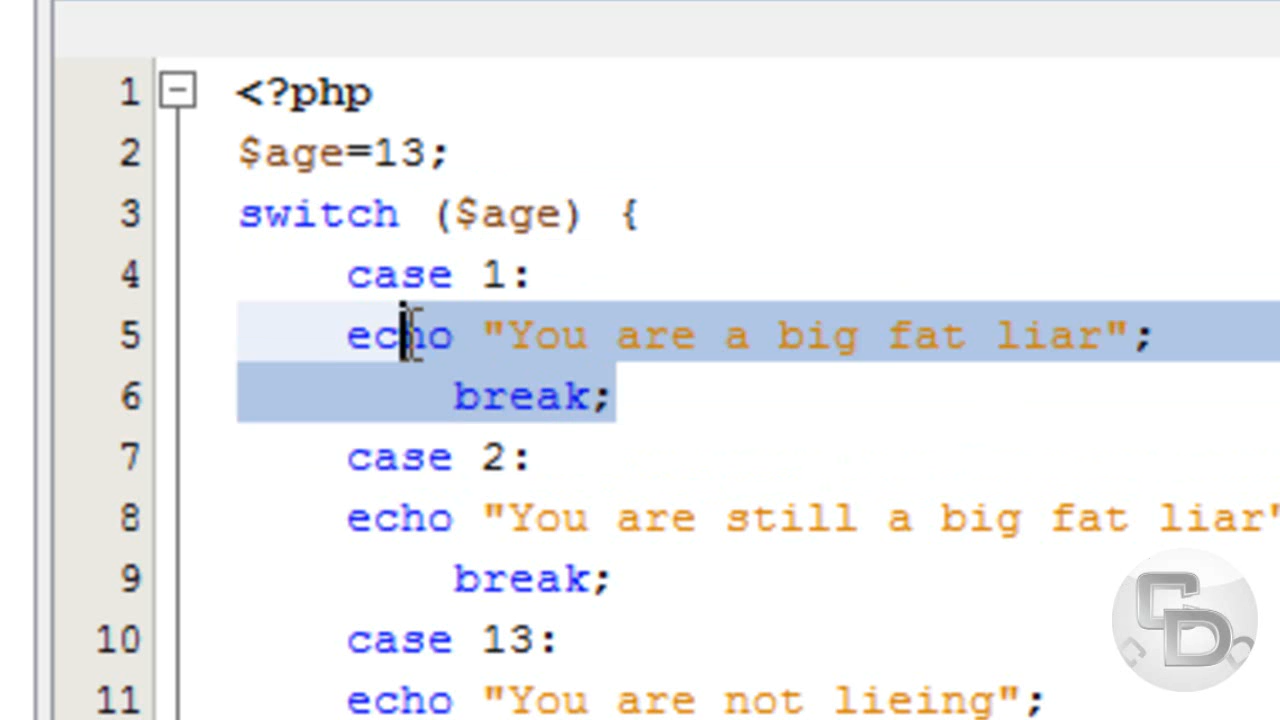 1 <?php
2 $age=13;
3 switch ($age) {
4 case 1:
5 echo "You are a big fat liar";
6 break;
7 case 2:
8 echo "You are still a big fat liar"
9 break;
10 case 13:
11 echo "You are not lieing";
CD